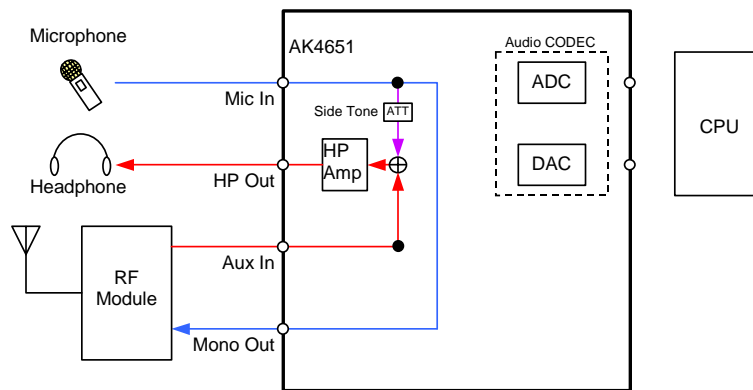 Microphone
AK4651
Audio CODEC
Mic In
ADC
Side Tone
ATT
CPU
HP
Amp
DAC
Headphone
HP Out
RF
Module
Aux In
Mono Out